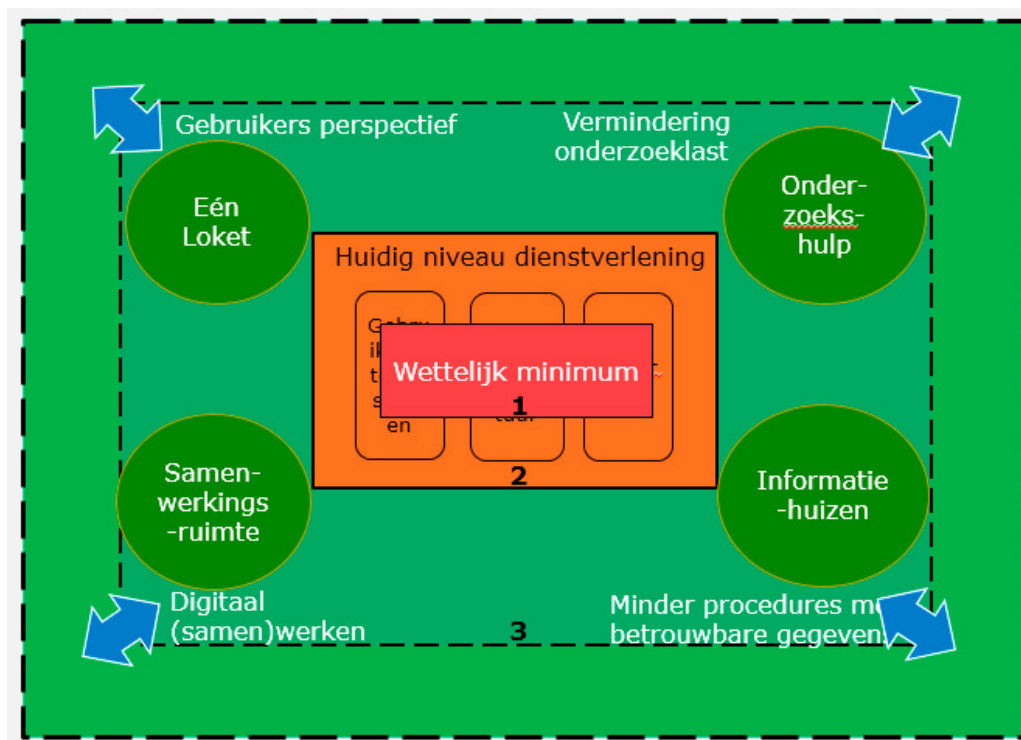 Gebruikers perspectief
Vermindering
onderzoeklast
Eén
Loket
Onder-
zoeks-
hulp
Huidig niveau dienstverlening
Wettelijk minimum
1
en
2
Samen-
werkings
-ruimte
Informatie
-huizen
Digitaal
(samen)werken
Minder procedures
betrouwbare
3